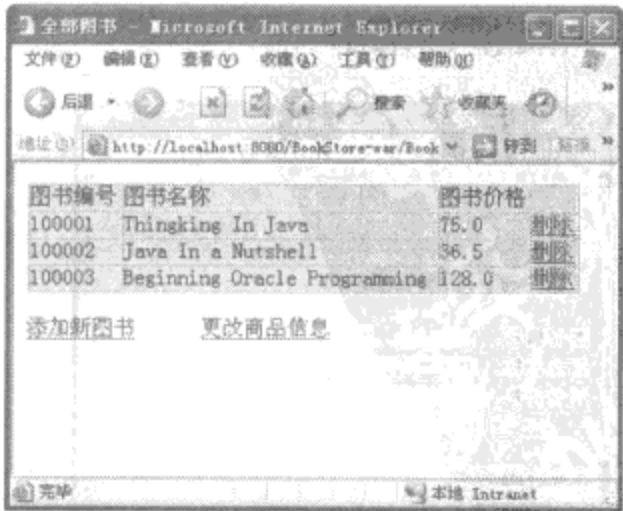 全部图书 - Microsoft Internet Explorer
文件(F) 编辑(E) 查看(V) 收藏(A) 工具(T) 帮助(H)
后退 搜索 收藏夹 »
地址(D) http://localhost:8080/BookStore-war/Book 转到 链接 »
图书编号 图书名称 图书价格
100001 Thingking In Java 75.0 删除
100002 Java In a Nutshell 36.5 删除
100003 Beginning Oracle Programming 128.0 删除
添加新图书 更改商品信息
完毕 本地 Intranet